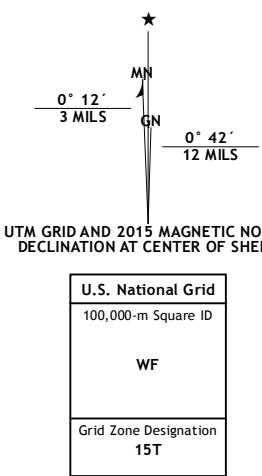 MN
0° 12´
3 MILS
GN
0° 42´
12 MILS
UTM GRID AND 2015 MAGNETIC NO
DECLINATION AT CENTER OF SHE
U.S. National Grid
100,000-m Square ID
WF
Grid Zone Designation
15T